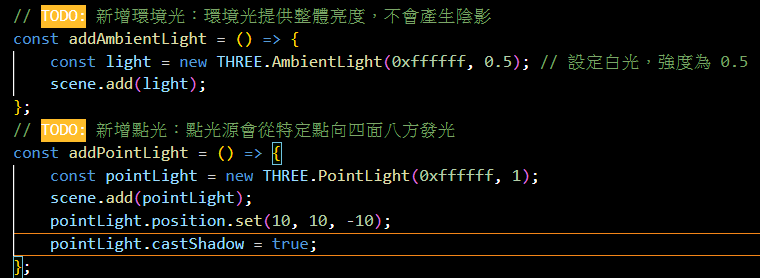 // TODO: 新增環境光：環境光提供整體亮度，不會產生陰影
const addAmbientLight = () => {
const light = new THREE.AmbientLight(0xffffff, 0.5); // 設定白光，強度為 0.5
scene.add(light);
};
// TODO: 新增點光：點光源會從特定點向四面八方發光
const addPointLight = () => {
const pointLight = new THREE.PointLight(0xffffff, 1);
scene.add(pointLight);
pointLight.position.set(10, 10, -10);
pointLight.castShadow = true;
};